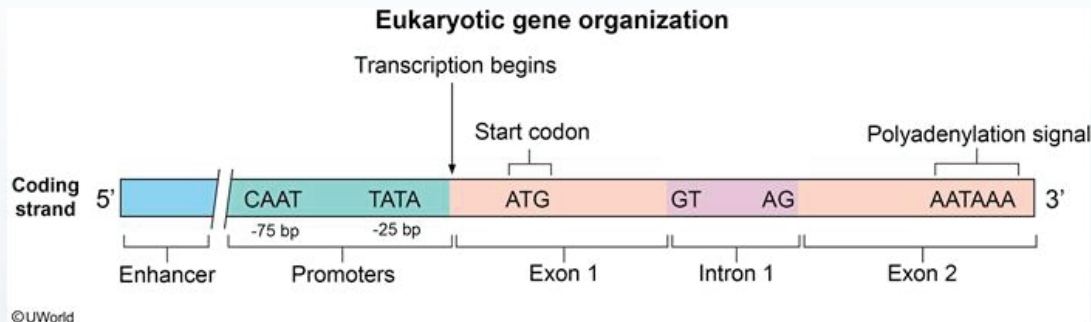 Eukaryotic gene organization
Transcription begins
Start codon
Polyadenylation signal
Coding
strand
5’
CAAT
TATA
ATG
GT
AG
AATAAA
3’
-75 bp
-25 bp
Enhancer
Promoters
Exon 1
Intron 1
Exon 2
©UWorld